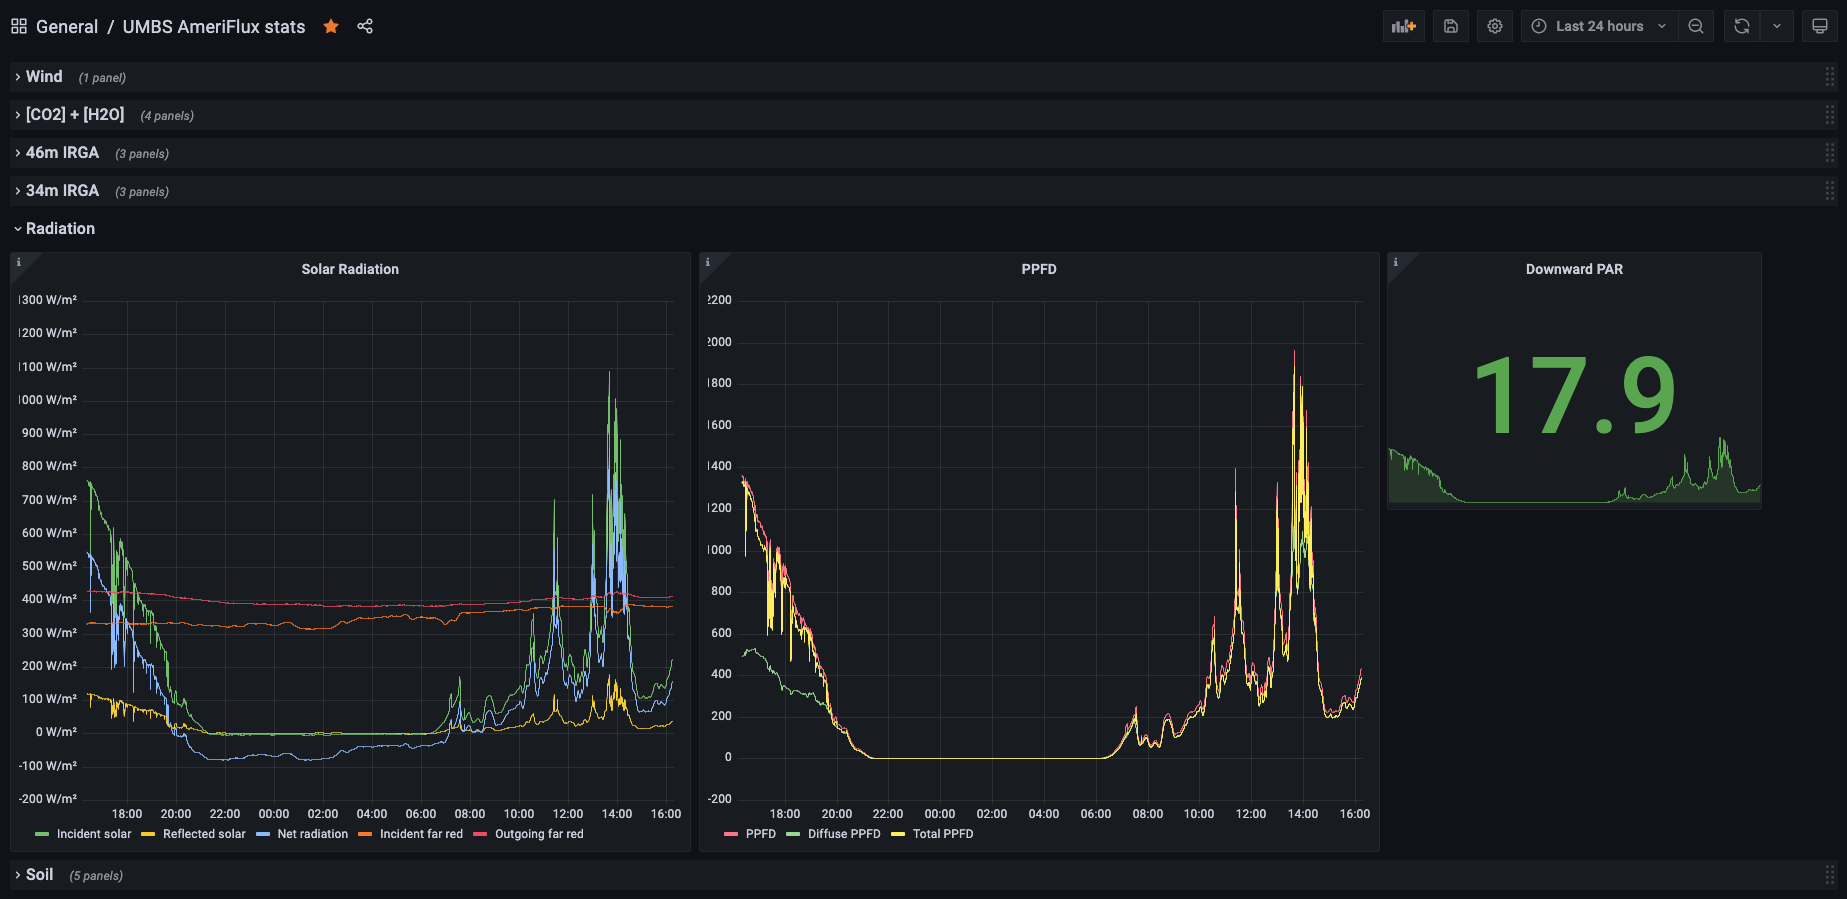 General / UMBS AmeriFlux stats
Last 24 hours
Wind (1 panel)
[CO2] + [H2O] (4 panels)
46m IRGA (3 panels)
34m IRGA (3 panels)
Radiation
Solar Radiation
1300 W/m²
1200 W/m²
1100 W/m²
1000 W/m²
900 W/m²
800 W/m²
700 W/m²
600 W/m²
500 W/m²
400 W/m²
300 W/m²
200 W/m²
100 W/m²
0 W/m²
-100 W/m²
-200 W/m²
18:00 20:00 22:00 00:00 02:00 04:00 06:00 08:00 10:00 12:00 14:00 16:00
Incident solar Reflected solar Net radiation Incident far red Outgoing far red
PPFD
2200
2000
1800
1600
1400
1200
1000
800
600
400
200
0
-200
18:00 20:00 22:00 00:00 02:00 04:00 06:00 08:00 10:00 12:00 14:00 16:00
PPFD Diffuse PPFD Total PPFD
Downward PAR
17.9
Soil (5 panels)